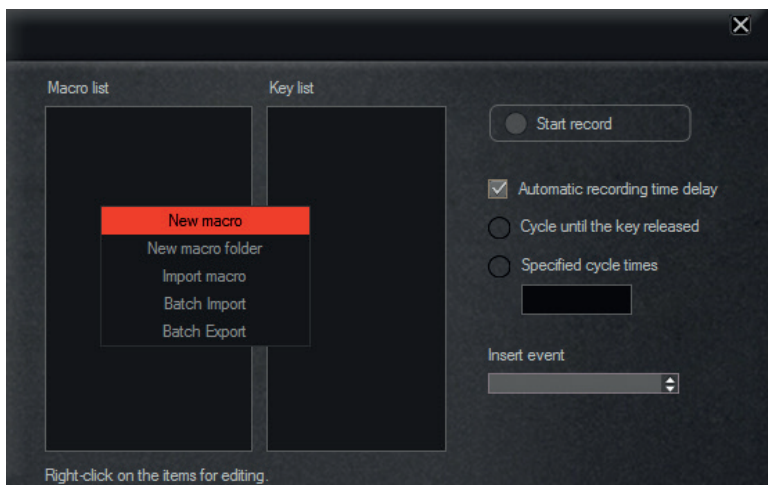 Macro list
Key list
Start record
Automatic recording time delay
New macro
Cycle until the key released
New macro folder
Specified cycle times
Import macro
Batch Import
Batch Export
Insert event
Right-click on the items for editing.